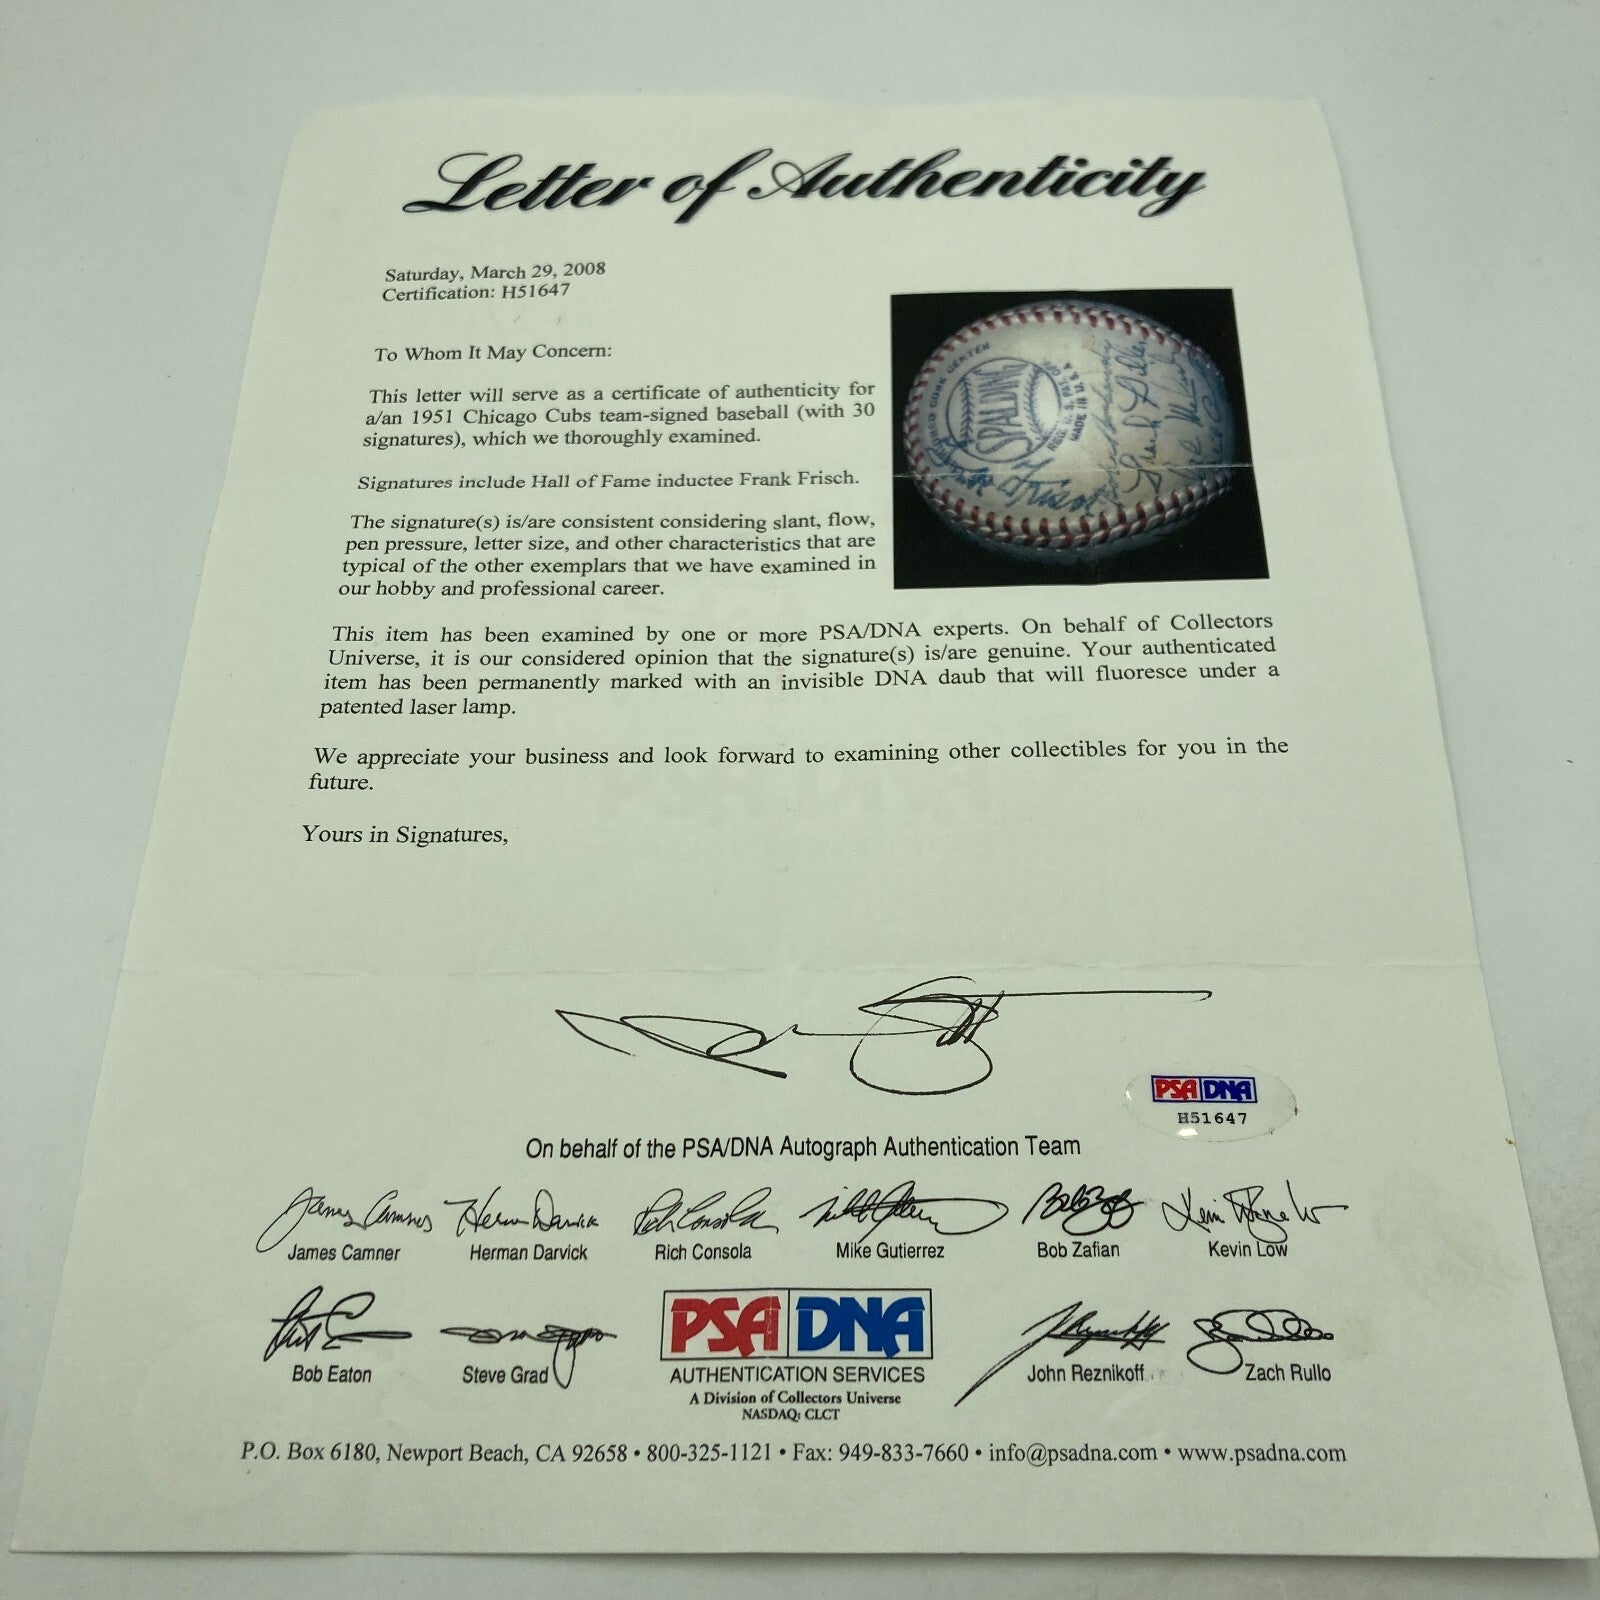 Letter of Authenticity
Saturday, March 29, 2008
Certification: H51647
To Whom It May Concern:
This letter will serve as a certificate of authenticity for
a/an 1951 Chicago Cubs team-signed baseball (with 30
signatures), which we thoroughly examined.
Signatures include Hall of Fame inductee Frank Frisch.
The signature(s) is/are consistent considering slant, flow,
pen pressure, letter size, and other characteristics that are
typical of the other exemplars that we have examined in
our hobby and professional career.
CORK CENTER
SPALDING
MADE IN U.S.A.
Frisch
Frank Hiller
This item has been examined by one or more PSA/DNA experts. On behalf of Collectors
Universe, it is our considered opinion that the signature(s) is/are genuine. Your authenticated
item has been permanently marked with an invisible DNA daub that will fluoresce under a
patented laser lamp.
We appreciate your business and look forward to examining other collectibles for you in the
future.
Yours in Signatures,
PSA DNA
H51647
On behalf of the PSA/DNA Autograph Authentication Team
James Camner Herman Darvick Rich Consola Mike Gutierrez Bob Zafian Kevin Low
Bob Eaton Steve Grad John Reznikoff Zach Rullo
PSA DNA
AUTHENTICATION SERVICES
A Division of Collectors Universe
NASDAQ: CLCT
P.O. Box 6180, Newport Beach, CA 92658 • 800-325-1121 • Fax: 949-833-7660 • info@psadna.com • www.psadna.com